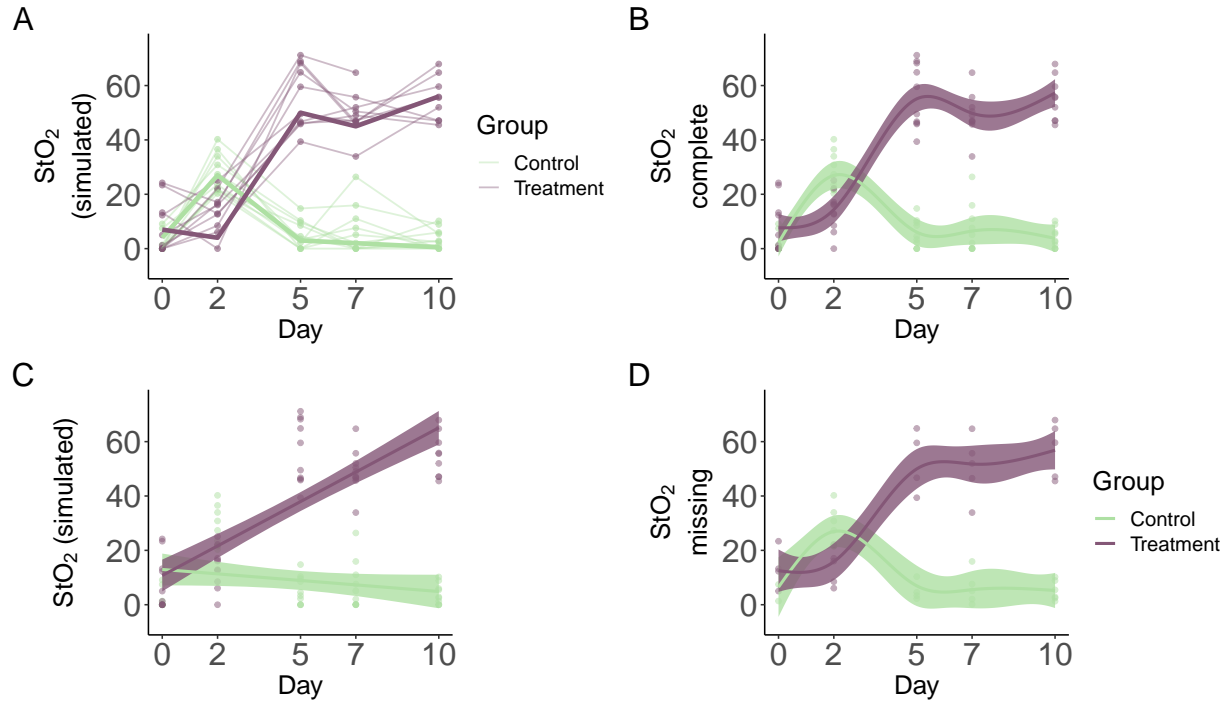 A
StO₂
(simulated)
60
40
20
0
0 2 5 7 10
Day
Group
Control
Treatment
B
StO₂
complete
60
40
20
0
0 2 5 7 10
Day
C
StO₂ (simulated)
60
40
20
0
0 2 5 7 10
Day
D
StO₂
missing
60
40
20
0
0 2 5 7 10
Day
Group
Control
Treatment